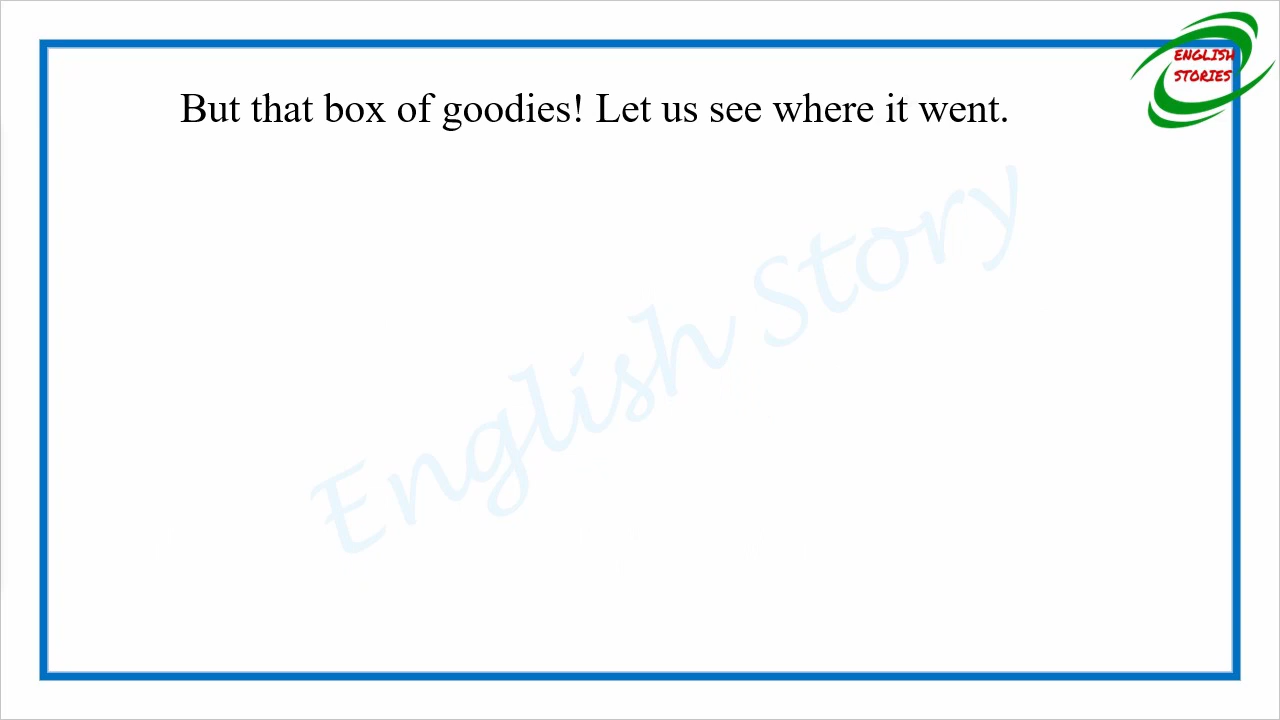 ENGLISH
STORIES
But that box of goodies! Let us see where it went.
English Story